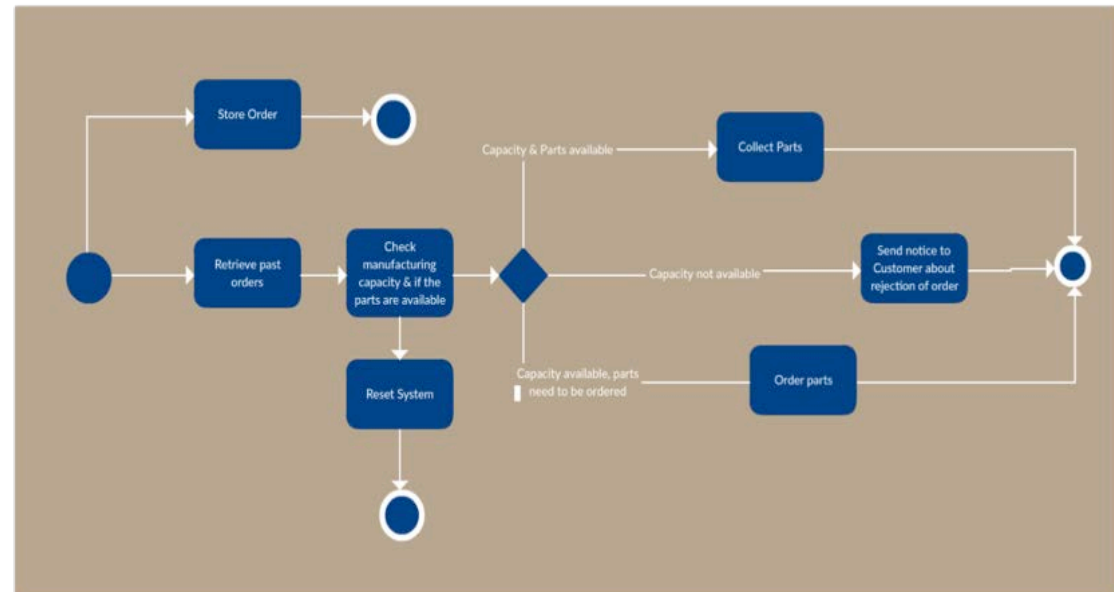 Store Order
Capacity & Parts available
Collect Parts
Retrieve past
orders
Check
manufacturing
capacity & if the
parts are available
Capacity not available
Send notice to
Customer about
rejection of order
Reset System
Capacity available, parts
need to be ordered
Order parts